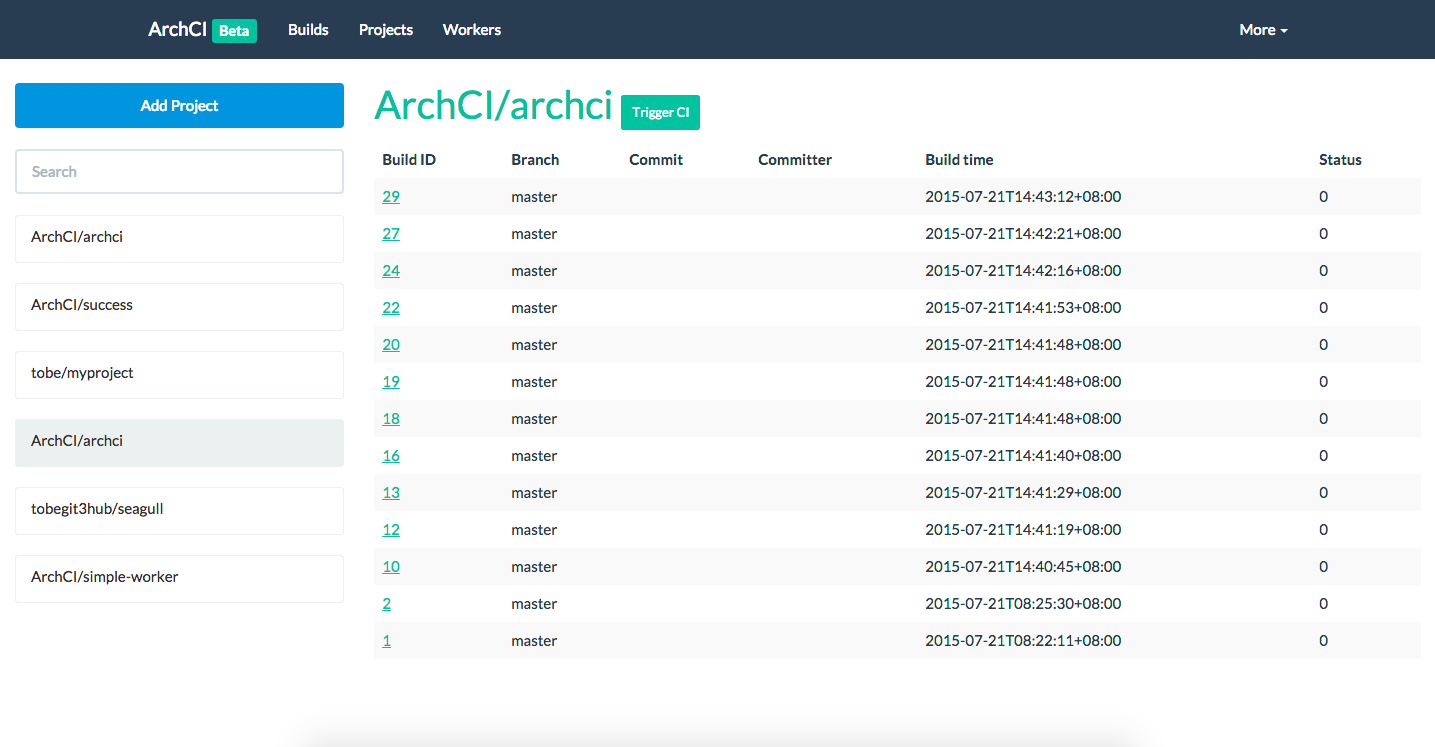 ArchCI Beta Builds Projects Workers More
Add Project
Search
ArchCI/archci
ArchCI/success
tobe/myproject
ArchCI/archci
tobegit3hub/seagull
ArchCI/simple-worker
ArchCI/archci Trigger CI
Build ID Branch Commit Committer Build time Status
29 master 2015-07-21T14:43:12+08:00 0
27 master 2015-07-21T14:42:21+08:00 0
24 master 2015-07-21T14:42:16+08:00 0
22 master 2015-07-21T14:41:53+08:00 0
20 master 2015-07-21T14:41:48+08:00 0
19 master 2015-07-21T14:41:48+08:00 0
18 master 2015-07-21T14:41:48+08:00 0
16 master 2015-07-21T14:41:40+08:00 0
13 master 2015-07-21T14:41:29+08:00 0
12 master 2015-07-21T14:41:19+08:00 0
10 master 2015-07-21T14:40:45+08:00 0
2 master 2015-07-21T08:25:30+08:00 0
1 master 2015-07-21T08:22:11+08:00 0